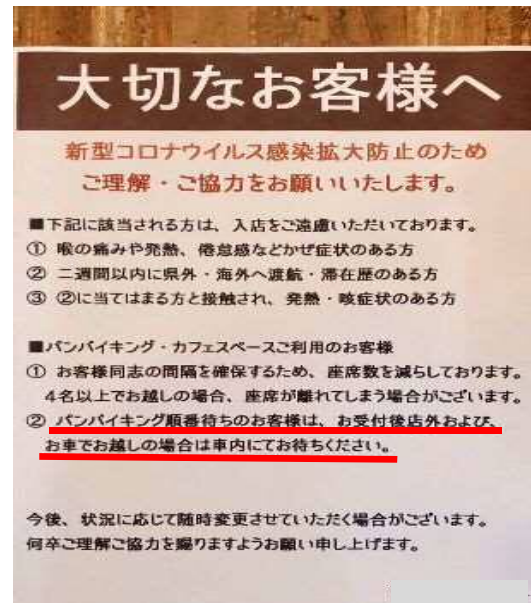 大切なお客様へ
新型コロナウイルス感染拡大防止のため
ご理解・ご協力をお願いいたします。
■下記に該当される方は、入店をご遠慮いただいております。
① 喉の痛みや発熱、倦怠感などかぜ症状のある方
② 二週間以内に県外・海外へ渡航・滞在歴のある方
③ ②に当てはまる方と接触され、発熱・咳症状のある方
■パンバイキング・カフェスペースご利用のお客様
① お客様同志の間隔を確保するため、座席数を減らしております。
4名以上でお越しの場合、座席が離れてしまう場合がございます。
② パンバイキング順番待ちのお客様は、お受付後店外および、
お車でお越しの場合は車内にてお待ちください。
今後、状況に応じて随時変更させていただく場合がございます。
何卒ご理解ご協力を賜りますようお願い申し上げます。